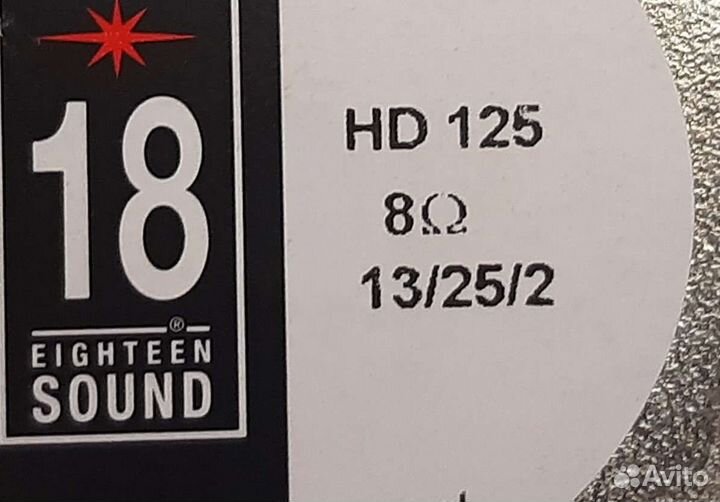 18
®
EIGHTEEN
SOUND
HD 125
8Ω
13/25/2
Avito